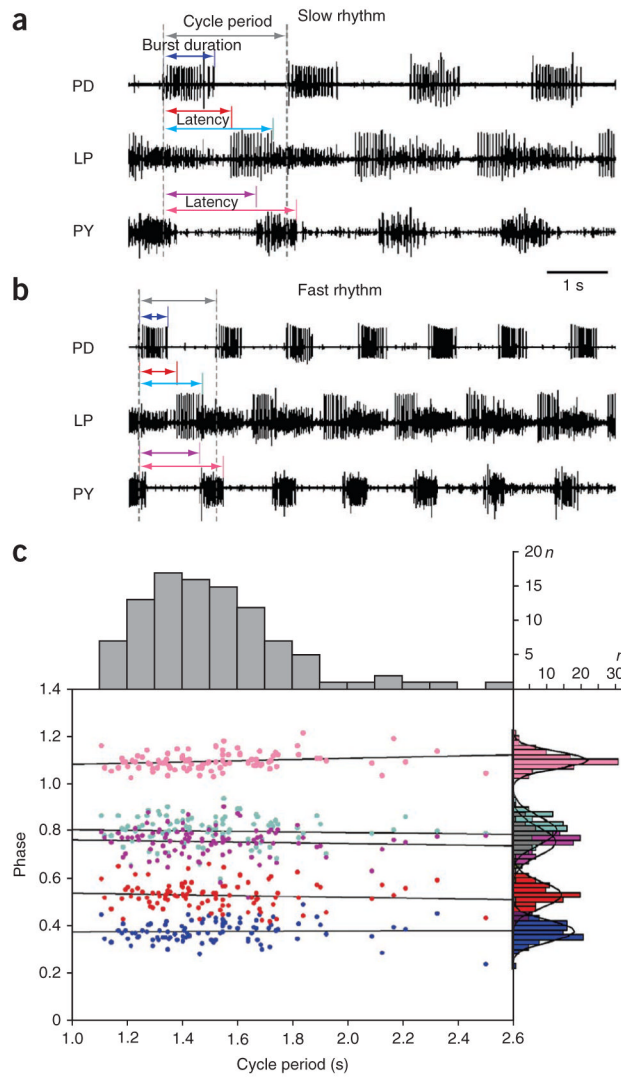 a
Cycle period Slow rhythm
Burst duration
PD
Latency
LP
Latency
PY
1 s
b
Fast rhythm
PD
LP
PY
c
20 n
15
10
5
n
5 10 20 30
1.4
1.2
1.0
0.8
0.6
0.4
0.2
0
Phase
1.0 1.2 1.4 1.6 1.8 2.0 2.2 2.4 2.6
Cycle period (s)